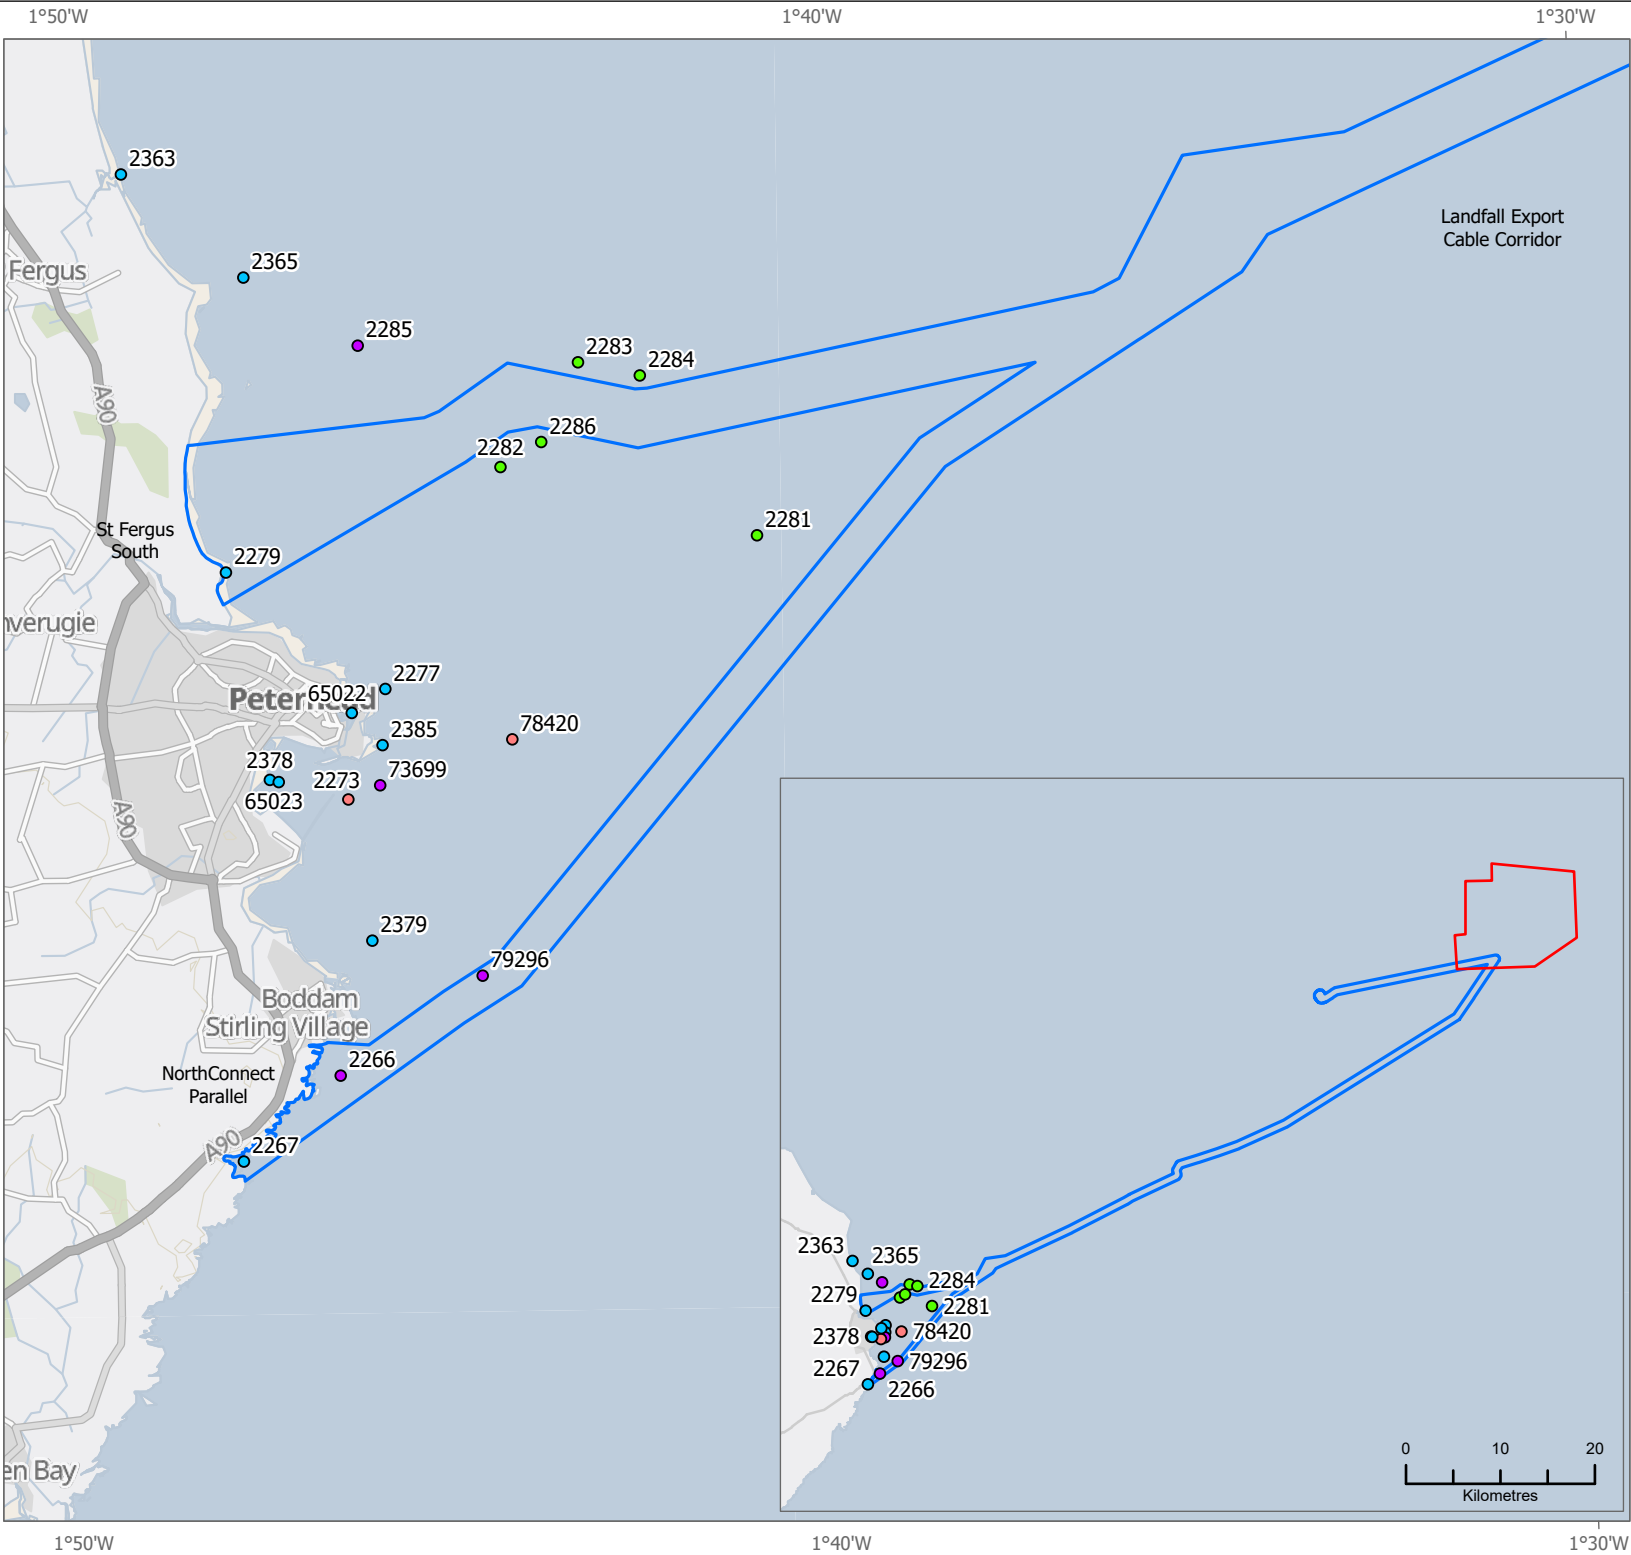 1°50'W
1°40'W
1°30'W
2363
Landfall Export
Cable Corridor
2365
Fergus
2285
2283
2284
A90
2286
2282
2281
St Fergus
South
2279
nverugie
2277
65022
Peterhead
78420
2385
2378
73699
2273
65023
A90
2379
79296
Boddam
Stirling Village
2266
NorthConnect
Parallel
A90
2267
2363
2365
2284
2279
2281
78420
2378
79296
2267
2266
en Bay
0
10
20
Kilometres
1°50'W
1°40'W
1°30'W